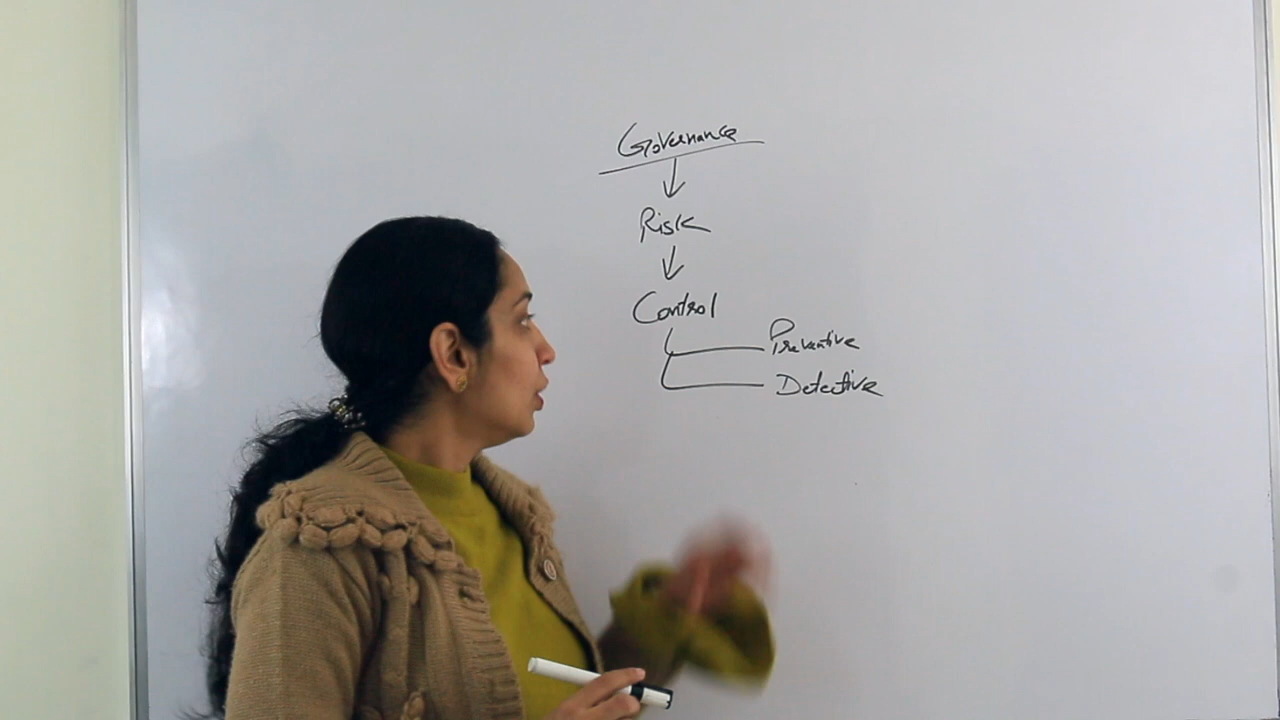 Governance
Risk
Control
Preventive
Detective